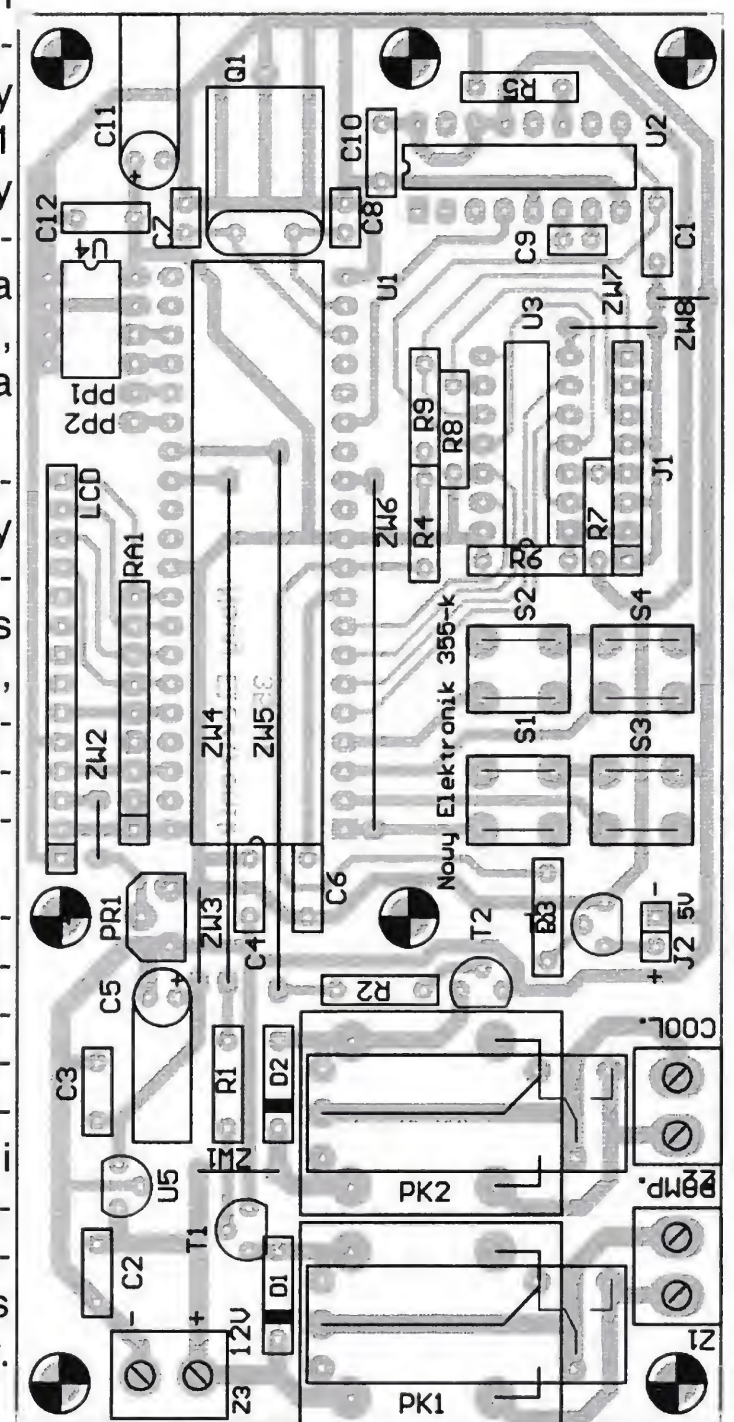 Q1
R5
C11
+
C10
U2
C12
C7
C8
U4
C9
C1
U1
ZW7
U3
ZW8
PP1
PP2
R9
R8
J1
LCD
ZW6
RA1
R4
R7
R6
S2
S4
Nowy Elektronik 355-k
ZW4
ZW5
S1
S3
ZW2
C6
PR1
ZW3
C4
T2
R3
-
5V
J2
+
C5
+
R2
COOL.
C3
R1
D2
ZW1
U5
PK2
Z2
T1
C2
D1
-
+
12V
Z3
PK1
Z1